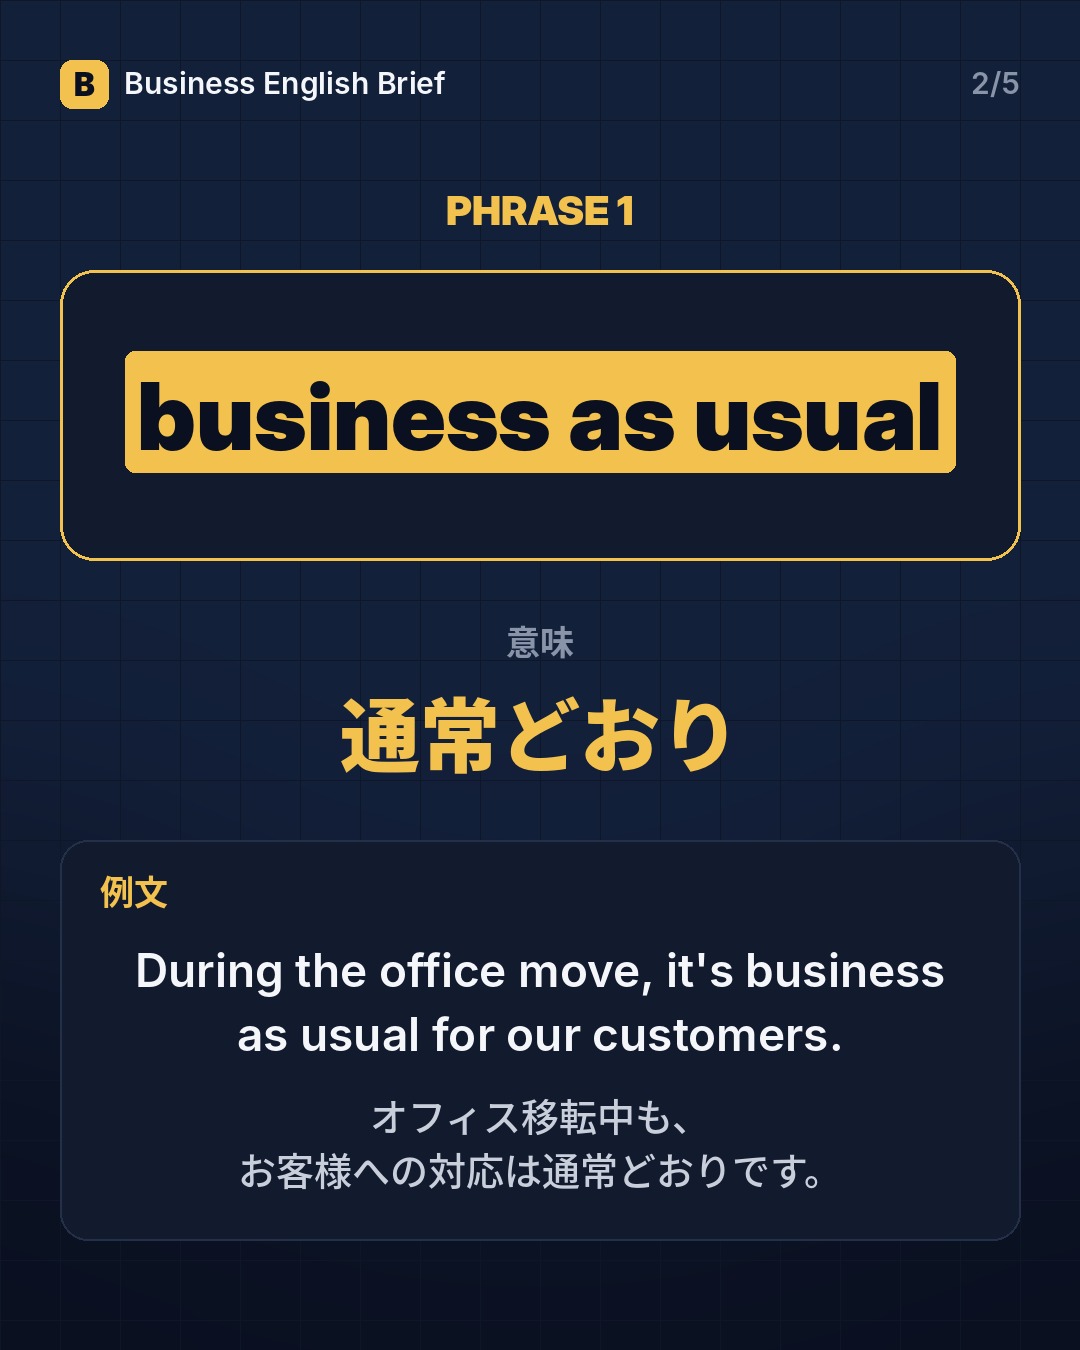 B Business English Brief
2/5
PHRASE 1
business as usual
意味
通常どおり
例文
During the office move, it's business
as usual for our customers.
オフィス移転中も、
お客様への対応は通常どおりです。